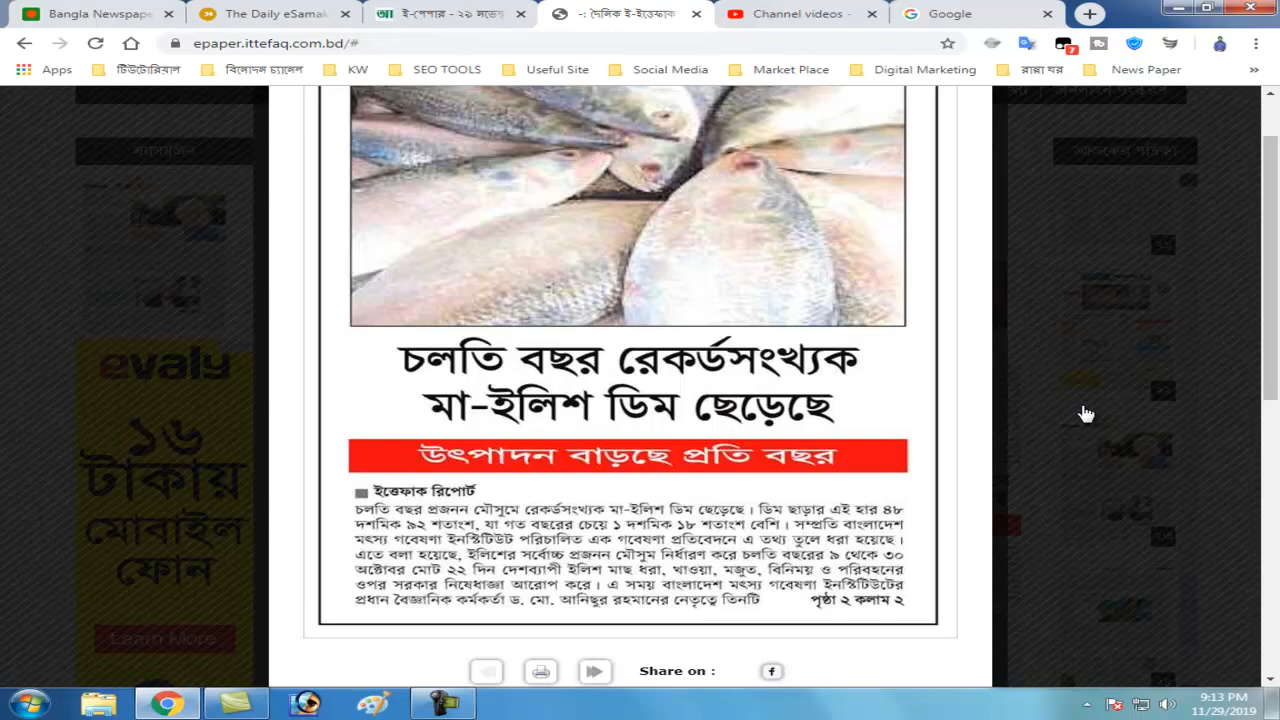 Bangla Newspape
The Daily eSamak
ই-পেপার - ২৯ নভেম্ব
-: দৈনিক ই-ইত্তেফাক
Channel videos -
Google
epaper.ittefaq.com.bd/#
7
Apps
টিউটোরিয়াল
বিনোদন চ্যানেল
KW
SEO TOOLS
Useful Site
Social Media
Market Place
Digital Marketing
রান্না ঘর
News Paper
ম্যাগাজিন
আজকের পত্রিকা
চলতি বছর রেকর্ডসংখ্যক
মা-ইলিশ ডিম ছেড়েছে
উৎপাদন বাড়ছে প্রতি বছর
ইত্তেফাক রিপোর্ট
চলতি বছর প্রজনন মৌসুমে রেকর্ডসংখ্যক মা-ইলিশ ডিম ছেড়েছে। ডিম ছাড়ার এই হার ৪৮
দশমিক ৯২ শতাংশ, যা গত বছরের চেয়ে ১ দশমিক ১৮ শতাংশ বেশি। সম্প্রতি বাংলাদেশ
মৎস্য গবেষণা ইনস্টিটিউট পরিচালিত এক গবেষণা প্রতিবেদনে এ তথ্য তুলে ধরা হয়েছে।
এতে বলা হয়েছে, ইলিশের সর্বোচ্চ প্রজনন মৌসুম নির্ধারণ করে চলতি বছরের ৯ থেকে ৩০
অক্টোবর মোট ২২ দিন দেশব্যাপী ইলিশ মাছ ধরা, খাওয়া, মজুত, বিনিময় ও পরিবহনের
ওপর সরকার নিষেধাজ্ঞা আরোপ করে। এ সময় বাংলাদেশ মৎস্য গবেষণা ইনস্টিটিউটের
প্রধান বৈজ্ঞানিক কর্মকর্তা ড. মো. আনিছুর রহমানের নেতৃত্বে তিনটি পৃষ্ঠা ২ কলাম ২
evaly
১৬
টাকায়
মোবাইল
ফোন
Learn More
Share on :
9:13 PM
11/29/2019